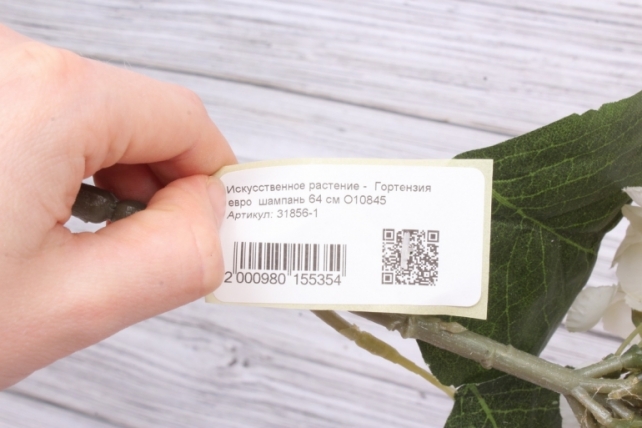 Искусственное растение - Гортензия
евро шампань 64 см О10845
Артикул: 31856-1
2 000980 155354